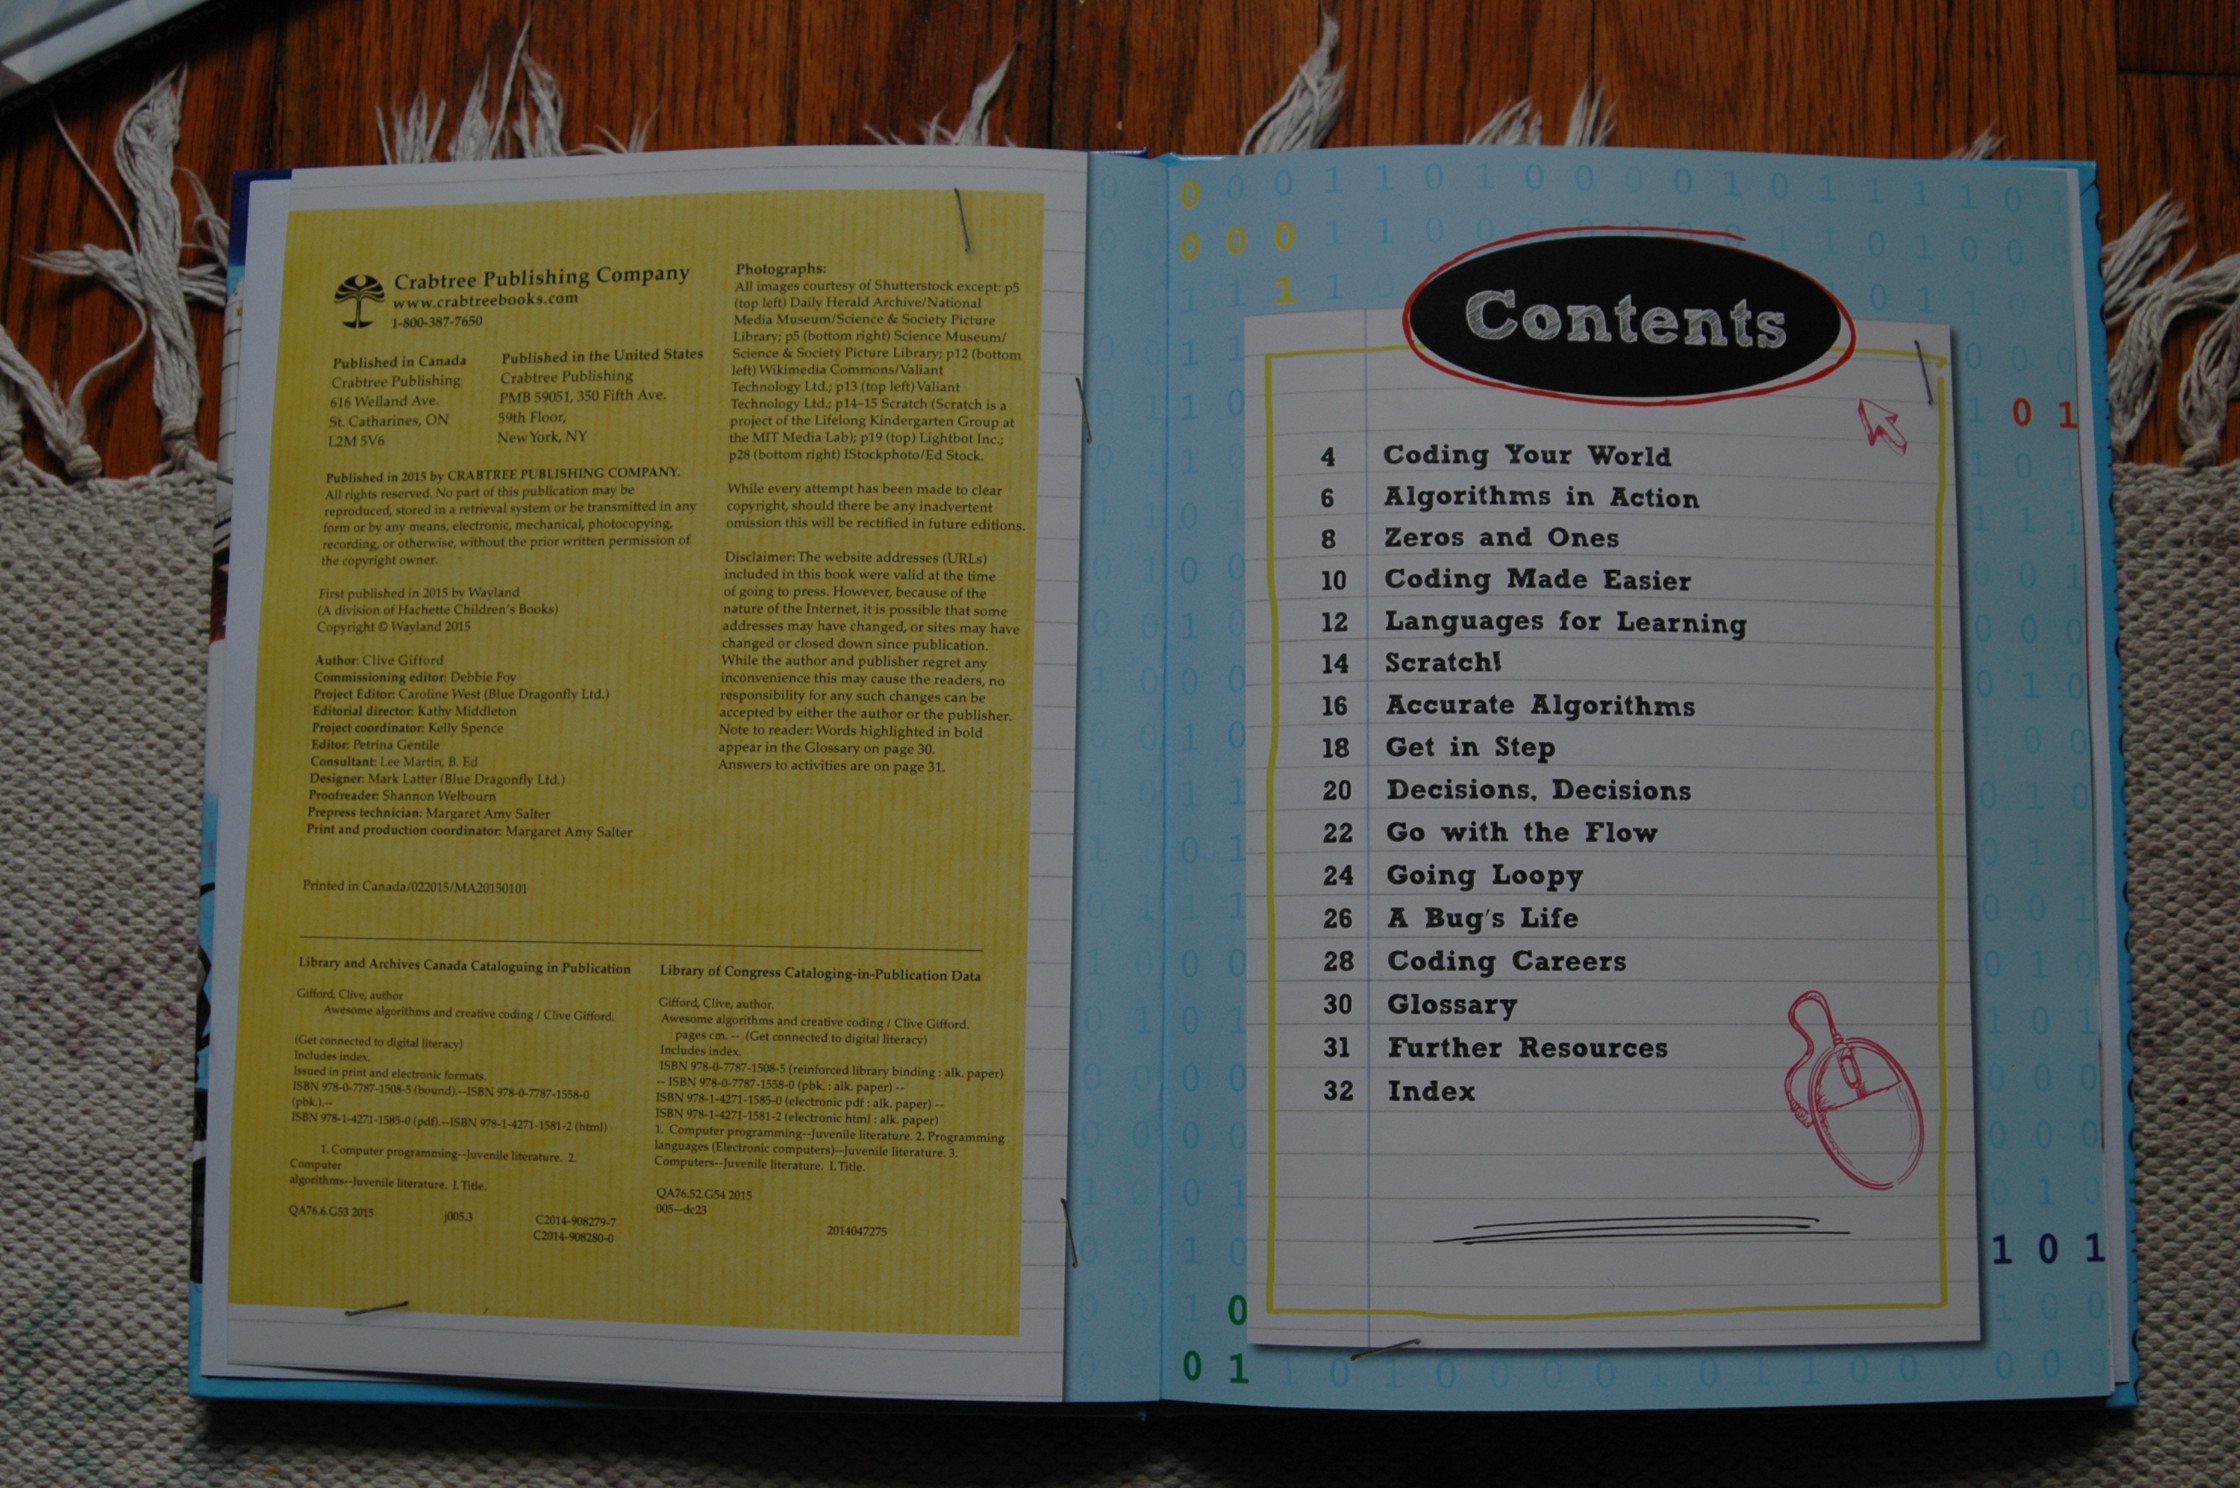 Crabtree Publishing Company
www.crabtreebooks.com
1-800-387-7650
Published in Canada
Crabtree Publishing
616 Welland Ave.
St. Catharines, ON
L2M 5V6
Published in the United States
Crabtree Publishing
PMB 59051, 350 Fifth Ave.
59th Floor,
New York, NY
Published in 2015 by CRABTREE PUBLISHING COMPANY.
All rights reserved. No part of this publication may be
reproduced, stored in a retrieval system or be transmitted in any
form or by any means, electronic, mechanical, photocopying,
recording, or otherwise, without the prior written permission of
the copyright owner.
First published in 2015 by Wayland
(A division of Hachette Children's Books)
Copyright © Wayland 2015
Author: Clive Gifford
Commissioning editor: Debbie Foy
Project Editor: Caroline West (Blue Dragonfly Ltd.)
Editorial director: Kathy Middleton
Project coordinator: Kelly Spence
Editor: Petrina Gentile
Consultant: Lee Martin, B. Ed
Designer: Mark Latter (Blue Dragonfly Ltd.)
Proofreader: Shannon Welbourn
Prepress technician: Margaret Amy Salter
Print and production coordinator: Margaret Amy Salter
Printed in Canada/022015/MA20150101
Photographs:
All images courtesy of Shutterstock except: p5
(top left) Daily Herald Archive/National
Media Museum/Science & Society Picture
Library; p5 (bottom right) Science Museum/
Science & Society Picture Library; p12 (bottom
left) Wikimedia Commons/Valiant
Technology Ltd.; p13 (top left) Valiant
Technology Ltd.; p14–15 Scratch (Scratch is a
project of the Lifelong Kindergarten Group at
the MIT Media Lab); p19 (top) Lightbot Inc.;
p28 (bottom right) IStockphoto/Ed Stock.
While every attempt has been made to clear
copyright, should there be any inadvertent
omission this will be rectified in future editions.
Disclaimer: The website addresses (URLs)
included in this book were valid at the time
of going to press. However, because of the
nature of the Internet, it is possible that some
addresses may have changed, or sites may have
changed or closed down since publication.
While the author and publisher regret any
inconvenience this may cause the readers, no
responsibility for any such changes can be
accepted by either the author or the publisher.
Note to reader: Words highlighted in bold
appear in the Glossary on page 30.
Answers to activities are on page 31.
Library and Archives Canada Cataloguing in Publication
Gifford, Clive, author
Awesome algorithms and creative coding / Clive Gifford.
(Get connected to digital literacy)
Includes index.
Issued in print and electronic formats.
ISBN 978-0-7787-1508-5 (bound).--ISBN 978-0-7787-1558-0
(pbk.).--
ISBN 978-1-4271-1585-0 (pdf).--ISBN 978-1-4271-1581-2 (html)
1. Computer programming--Juvenile literature. 2.
Computer
algorithms--Juvenile literature. I. Title.
QA76.6.G53 2015 j005.3 C2014-908279-7
C2014-908280-0
Library of Congress Cataloging-in-Publication Data
Gifford, Clive, author.
Awesome algorithms and creative coding / Clive Gifford.
pages cm. -- (Get connected to digital literacy)
Includes index.
ISBN 978-0-7787-1508-5 (reinforced library binding : alk. paper)
-- ISBN 978-0-7787-1558-0 (pbk. : alk. paper) --
ISBN 978-1-4271-1585-0 (electronic pdf : alk. paper) --
ISBN 978-1-4271-1581-2 (electronic html : alk. paper)
1. Computer programming--Juvenile literature. 2. Programming
languages (Electronic computers)--Juvenile literature. 3.
Computers--Juvenile literature. I. Title.
QA76.52.G54 2015
005--dc23
2014047275
Contents
4 Coding Your World
6 Algorithms in Action
8 Zeros and Ones
10 Coding Made Easier
12 Languages for Learning
14 Scratch!
16 Accurate Algorithms
18 Get in Step
20 Decisions, Decisions
22 Go with the Flow
24 Going Loopy
26 A Bug's Life
28 Coding Careers
30 Glossary
31 Further Resources
32 Index
0 1
1 0 1
0
0 1